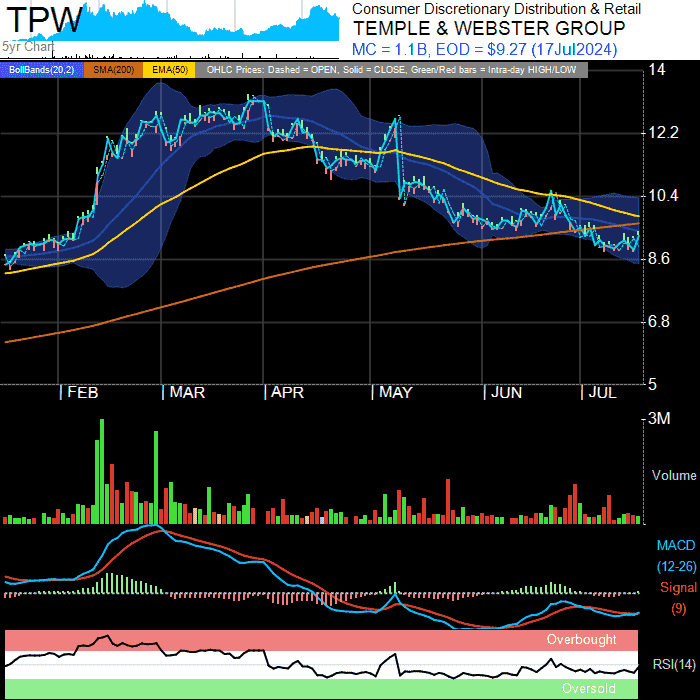 TPW
5yr Chart
Consumer Discretionary Distribution & Retail
TEMPLE & WEBSTER GROUP
MC = 1.1B, EOD = $9.27 (17Jul2024)
BollBands(20,2) SMA(200) EMA(50) OHLC Prices: Dashed = OPEN, Solid = CLOSE, Green/Red bars = Intra-day HIGH/LOW
14
12.2
10.4
8.6
6.8
5
FEB MAR APR MAY JUN JUL
3M
Volume
MACD
(12-26)
Signal
(9)
Overbought
RSI(14)
Oversold